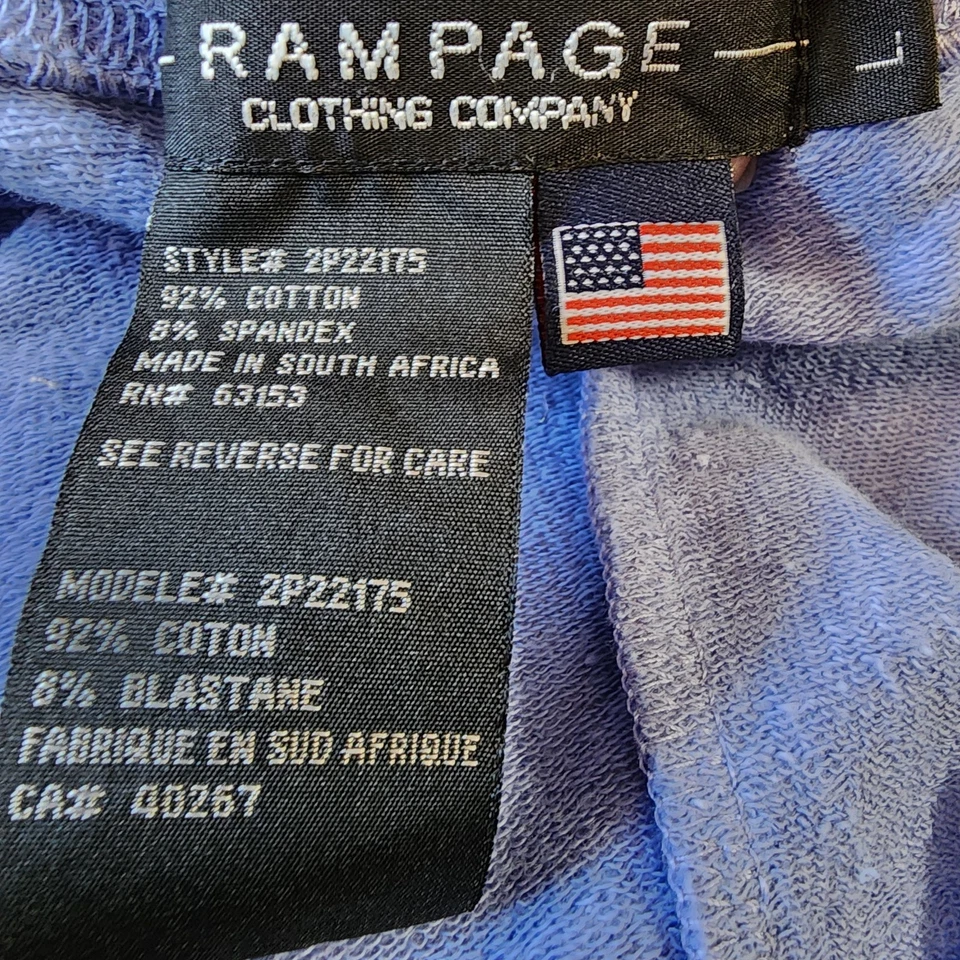 RAMPAGE
CLOTHING COMPANY
L
STYLE# 2P22175
92% COTTON
8% SPANDEX
MADE IN SOUTH AFRICA
RN# 63153
SEE REVERSE FOR CARE
MODELE# 2P22175
92% COTON
8% BLASTANE
FABRIQUE EN SUD AFRIQUE
CA# 40267